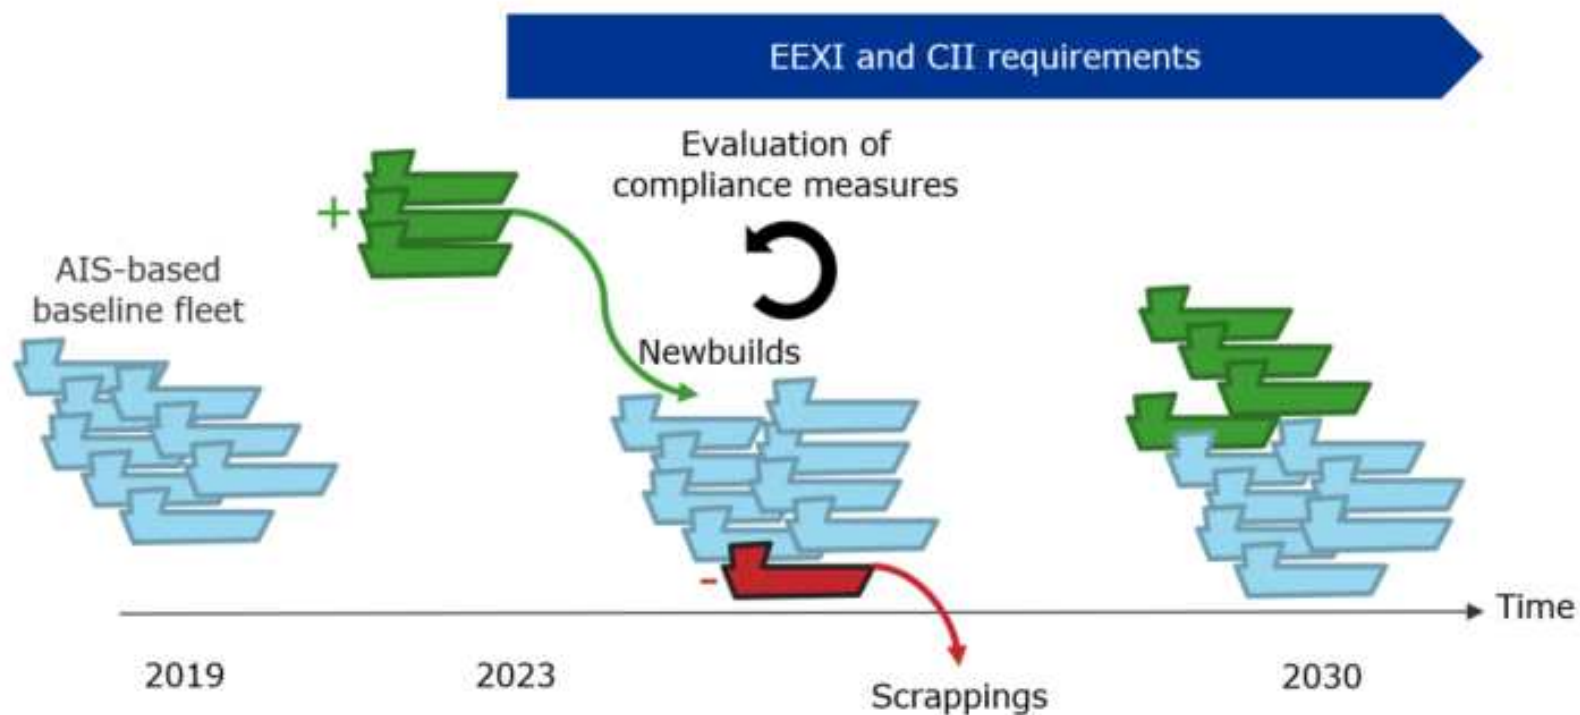 EEXI and CII requirements
Evaluation of
compliance measures
+
AIS-based
baseline fleet
Newbuilds
-
Time
2019
2023
2030
Scrappings